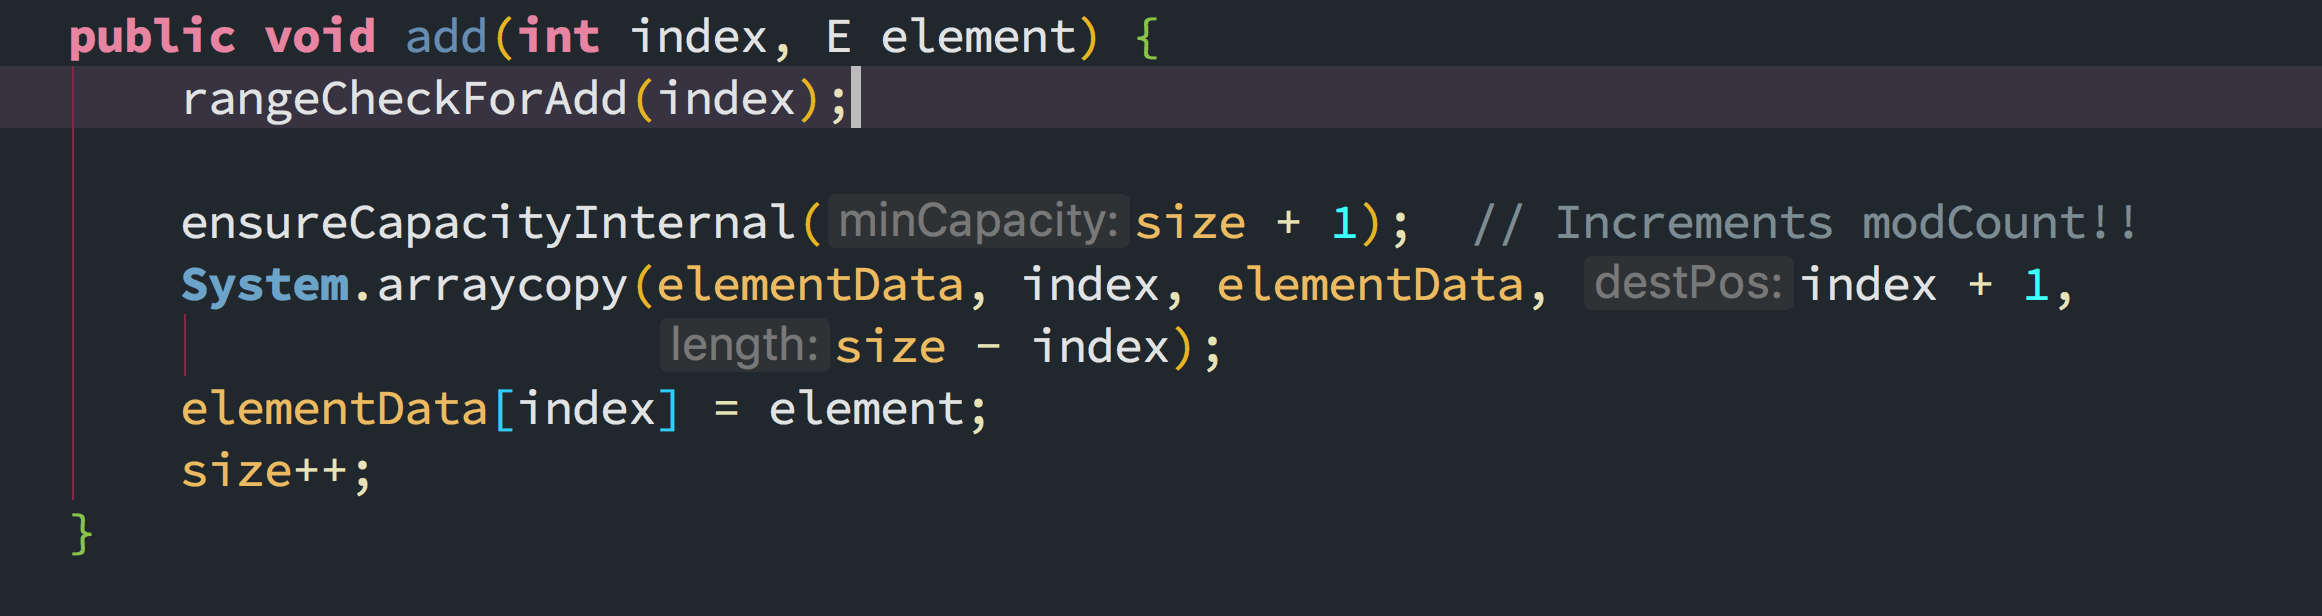 public void add(int index, E element) {
rangeCheckForAdd(index);
ensureCapacityInternal( minCapacity: size + 1);  // Increments modCount!!
System.arraycopy(elementData, index, elementData, destPos: index + 1,
length: size - index);
elementData[index] = element;
size++;
}